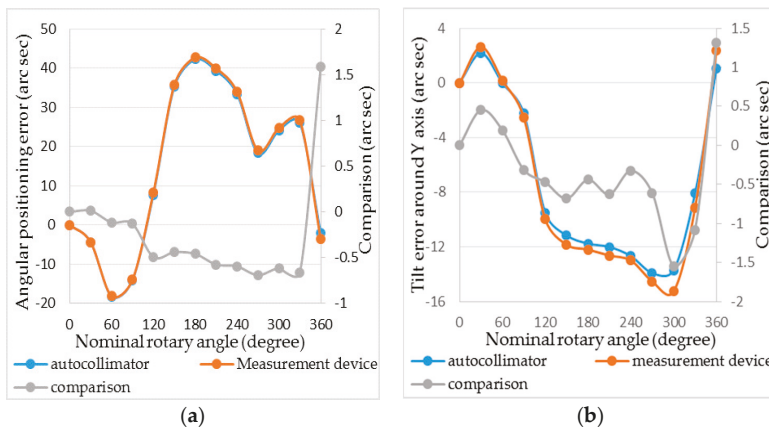 Angular positioning error (arc sec)
50
40
30
20
10
0
-10
-20
2
1.5
1
0.5
0
-0.5
-1
Comparison (arc sec)
0 60 120 180 240 300 360
Nominal rotary angle (degree)
autocollimator Measurement device
comparison
(a)
Tilt error around Y axis (arc sec)
4
0
-4
-8
-12
-16
1.5
1
0.5
0
-0.5
-1
-1.5
-2
Comparison (arc sec)
0 60 120 180 240 300 360
Nominal rotary angle (degree)
autocollimator measurement device
comparison
(b)